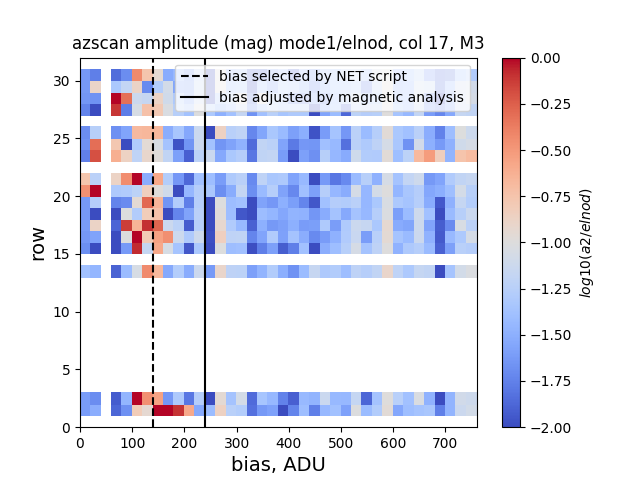 azscan amplitude (mag) mode1/elnod, col 17, M3
bias selected by NET script
bias adjusted by magnetic analysis
row
30
25
20
15
10
5
0
0 100 200 300 400 500 600 700
bias, ADU
0.00
−0.25
−0.50
−0.75
−1.00
−1.25
−1.50
−1.75
−2.00
log10(a2/elnod)